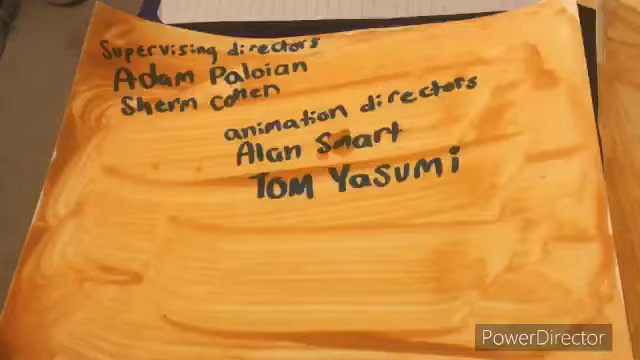 Supervising directors
Adam Paloian
Sherm Cohen
animation directors
Alan Smart
TOM YASUMi
PowerDirector